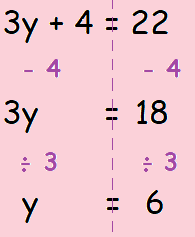 3y + 4 = 22
- 4 - 4
3y = 18
÷ 3 ÷ 3
y = 6